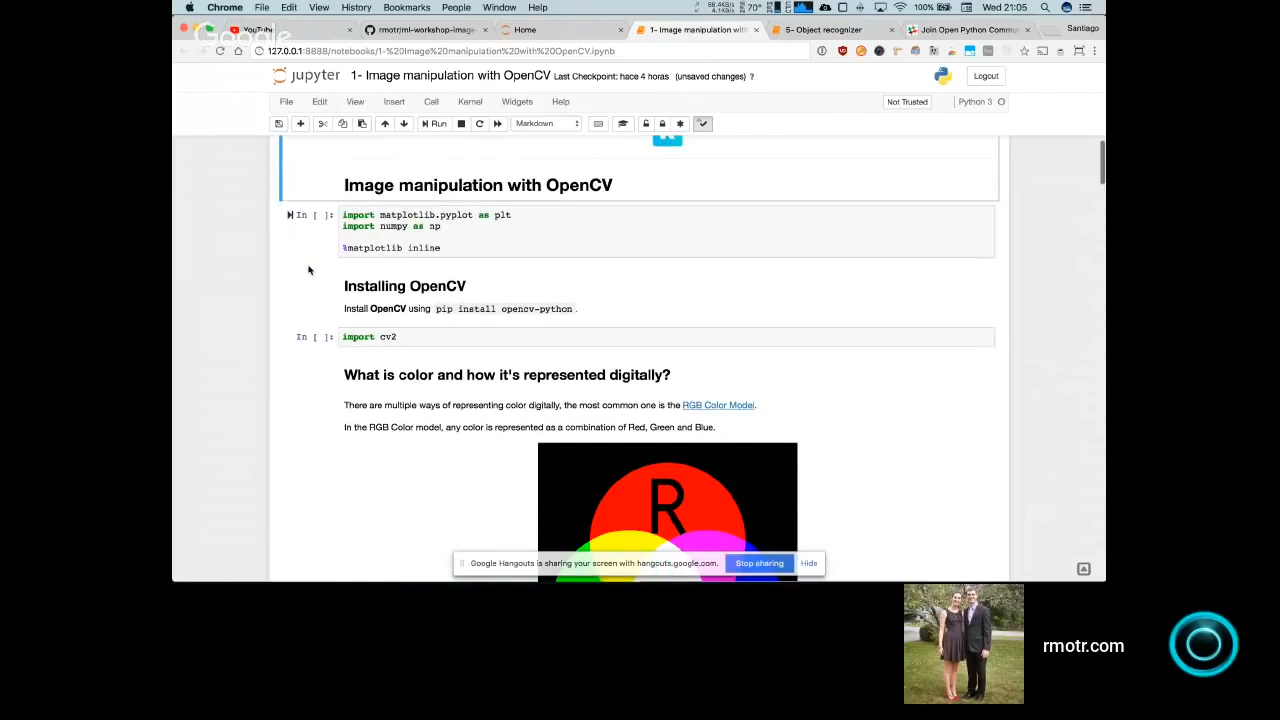 Chrome File Edit View History Bookmarks People Window Help
68.4KB/s
4.1KB/s
70° 100% Wed 21:05
Google
YouTube
rmotr/ml-workshop-image-
Home
1- Image manipulation with
5- Object recognizer
Join Open Python Commu
Santiago
127.0.0.1:8888/notebooks/1-%20Image%20manipulation%20with%20OpenCV.ipynb
jupyter 1- Image manipulation with OpenCV Last Checkpoint: hace 4 horas (unsaved changes) ?
Logout
File Edit View Insert Cell Kernel Widgets Help
Not Trusted
Python 3
Run
Markdown
Image manipulation with OpenCV
In [ ]: import matplotlib.pyplot as plt
import numpy as np
%matplotlib inline
Installing OpenCV
Install OpenCV using pip install opencv-python.
In [ ]: import cv2
What is color and how it's represented digitally?
There are multiple ways of representing color digitally, the most common one is the RGB Color Model.
In the RGB Color model, any color is represented as a combination of Red, Green and Blue.
R
Google Hangouts is sharing your screen with hangouts.google.com.
Stop sharing
Hide
rmotr.com